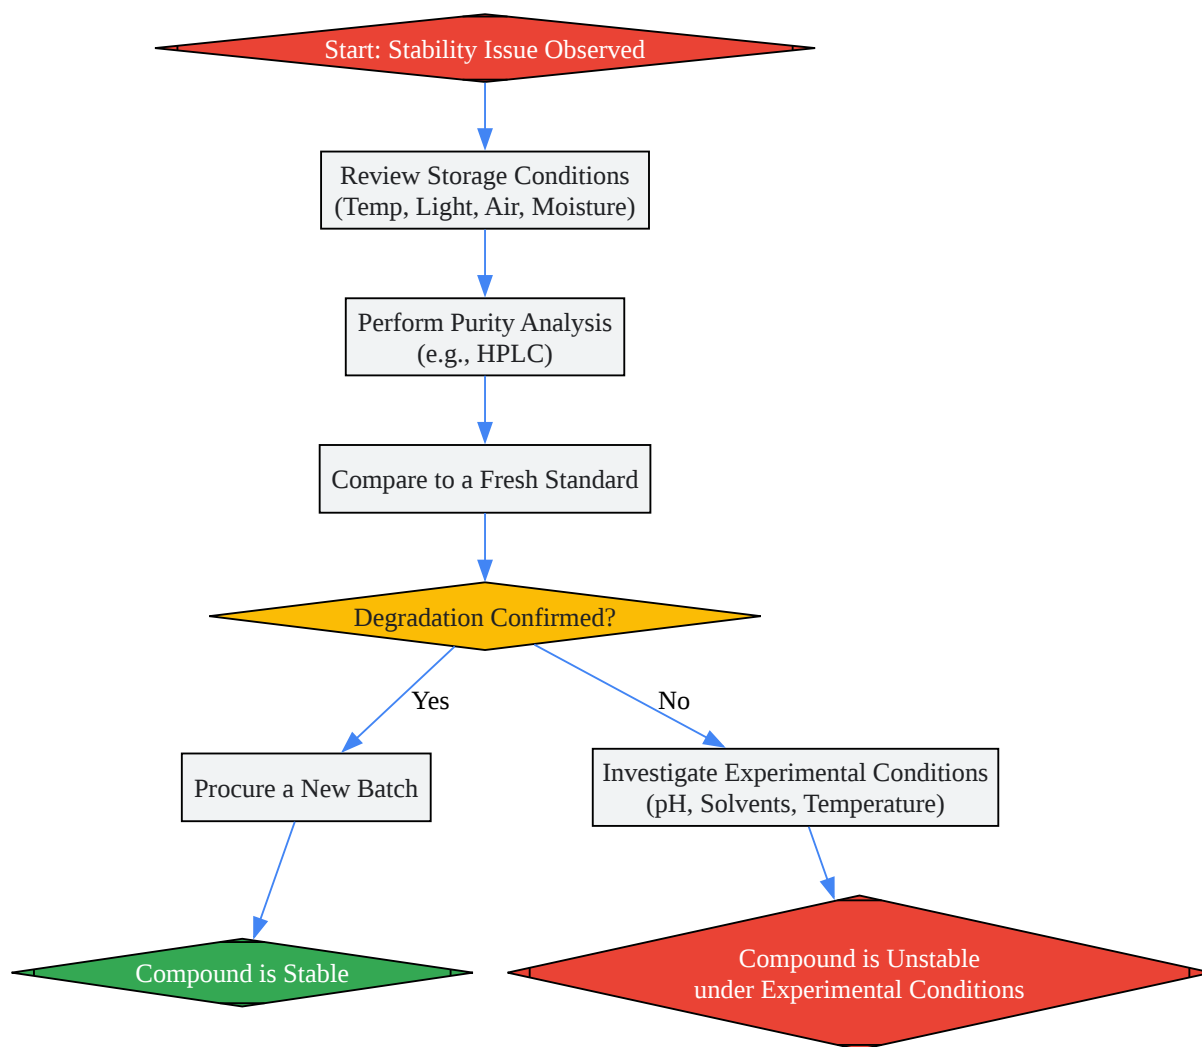 Start: Stability Issue Observed
Review Storage Conditions
(Temp, Light, Air, Moisture)
Perform Purity Analysis
(e.g., HPLC)
Compare to a Fresh Standard
Degradation Confirmed?
Yes
No
Procure a New Batch
Investigate Experimental Conditions
(pH, Solvents, Temperature)
Compound is Stable
Compound is Unstable
under Experimental Conditions